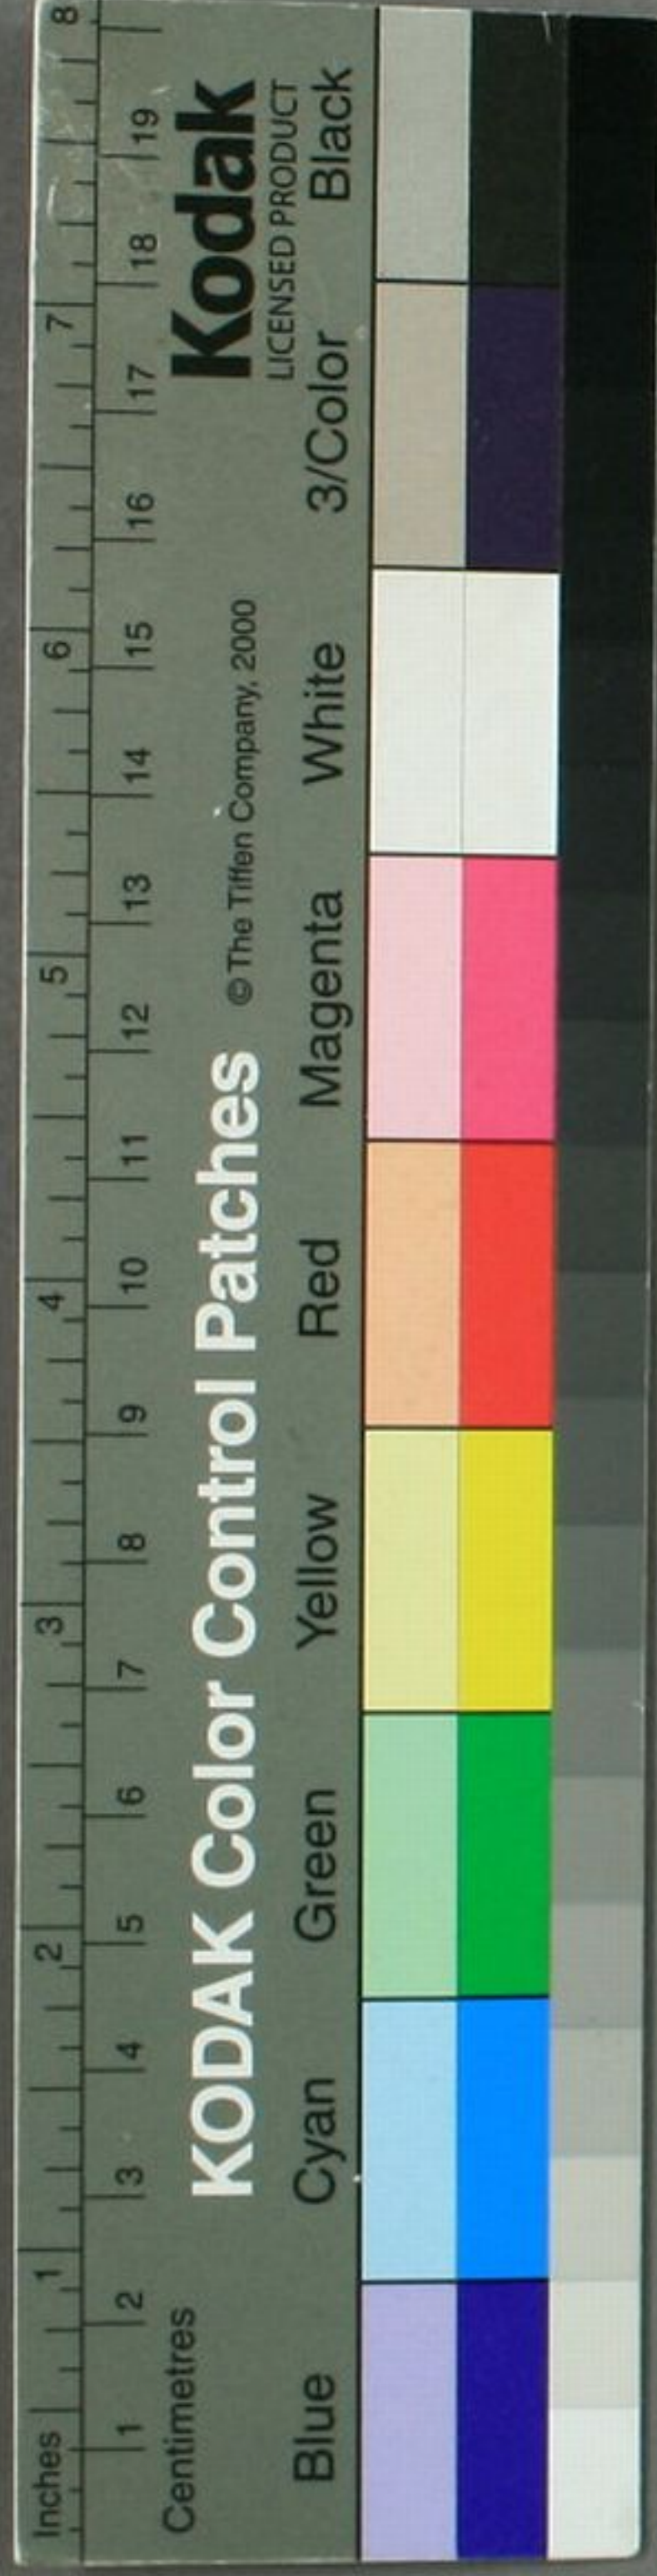 Inches 1 2 3 4 5 6 7 8
1 2 3 4 5 6 7 8 9 10 11 12 13 14 15 16 17 18 19
Centimetres
KODAK Color Control Patches © The Tiffen Company, 2000
Kodak
LICENSED PRODUCT
Blue Cyan Green Yellow Red Magenta White 3/Color Black